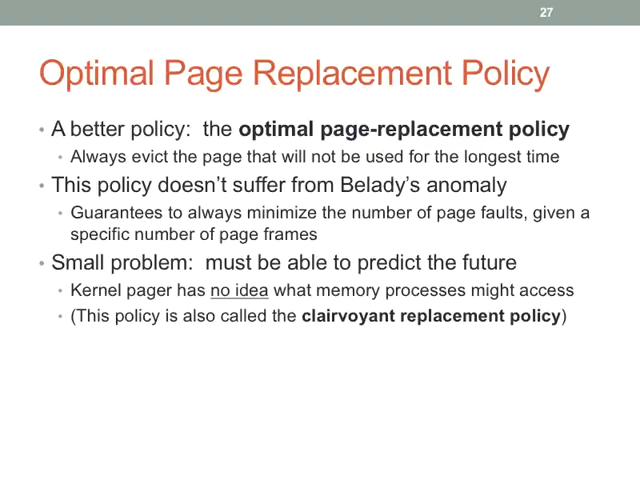 27
Optimal Page Replacement Policy
• A better policy:  the optimal page-replacement policy
• Always evict the page that will not be used for the longest time
• This policy doesn't suffer from Belady's anomaly
• Guarantees to always minimize the number of page faults, given a
specific number of page frames
• Small problem:  must be able to predict the future
• Kernel pager has no idea what memory processes might access
• (This policy is also called the clairvoyant replacement policy)